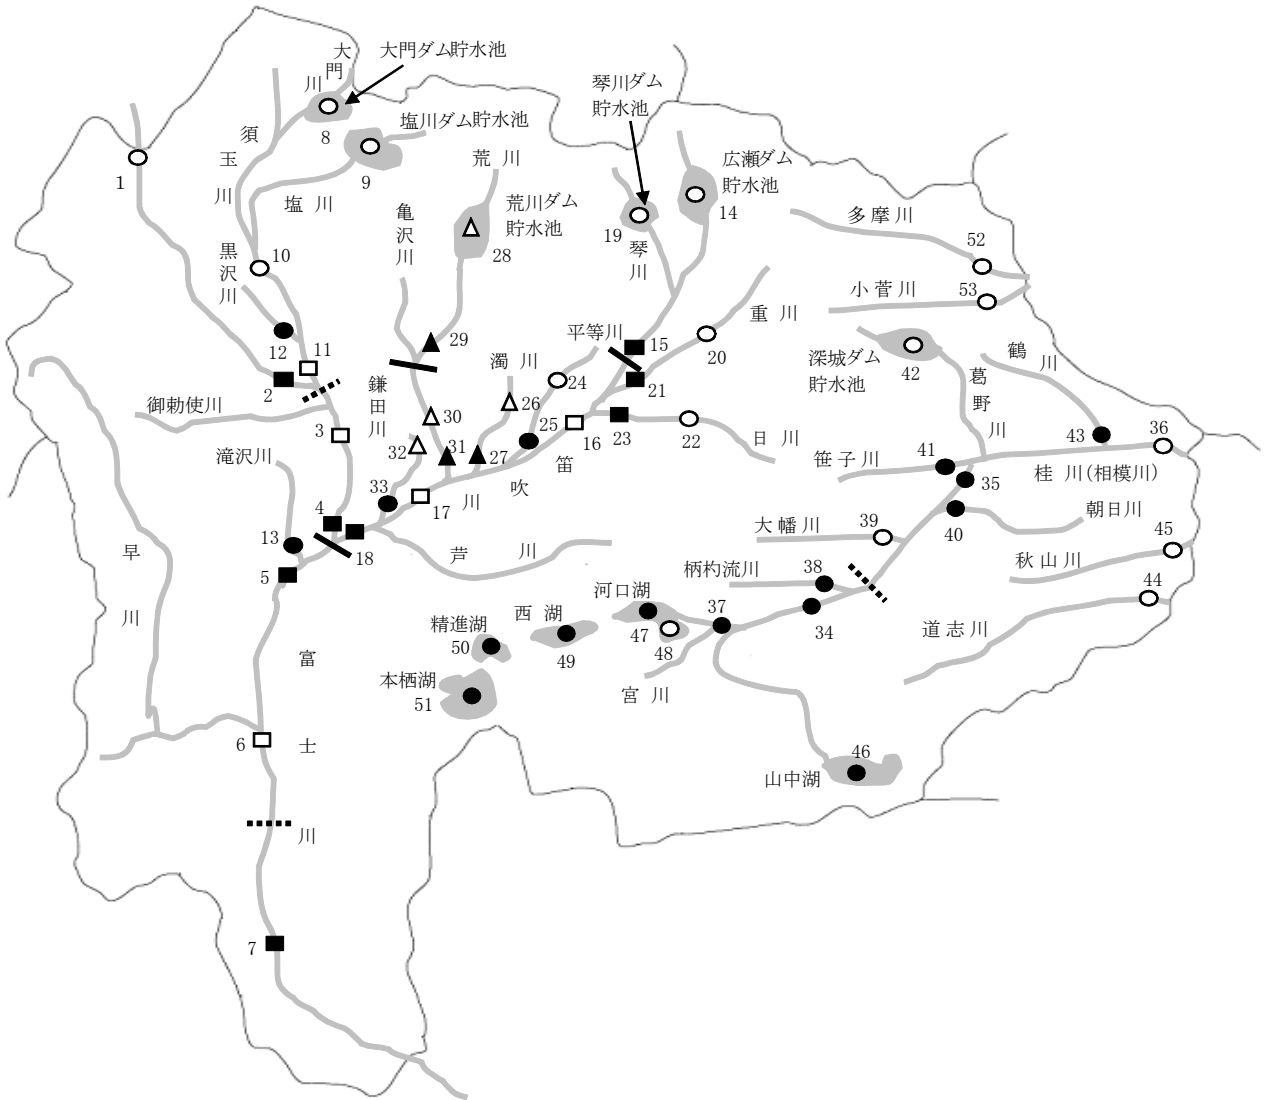 大門川
大門ダム貯水池
8
須玉川
塩川ダム貯水池
9
塩川
1
荒川
荒川ダム
貯水池
28
亀沢川
琴川ダム
貯水池
19
琴川
広瀬ダム
貯水池
14
多摩川
52
小菅川
53
黒沢川
10
12
11
2
御勅使川
3
29
鎌田川
30
32
31
濁川
26
27
24
25
平等川
15
21
重川
20
16
23
22
日川
深城ダム
貯水池
42
葛野川
鶴川
43
36
笹子川
41
35
桂川(相模川)
滝沢川
13
4
5
18
33
17
笛吹川
芦川
大幡川
39
40
朝日川
45
秋山川
44
道志川
柄杓流川
38
34
37
河口湖
47
48
西湖
49
精進湖
50
本栖湖
51
宮川
46
山中湖
早川
6
富士川
7